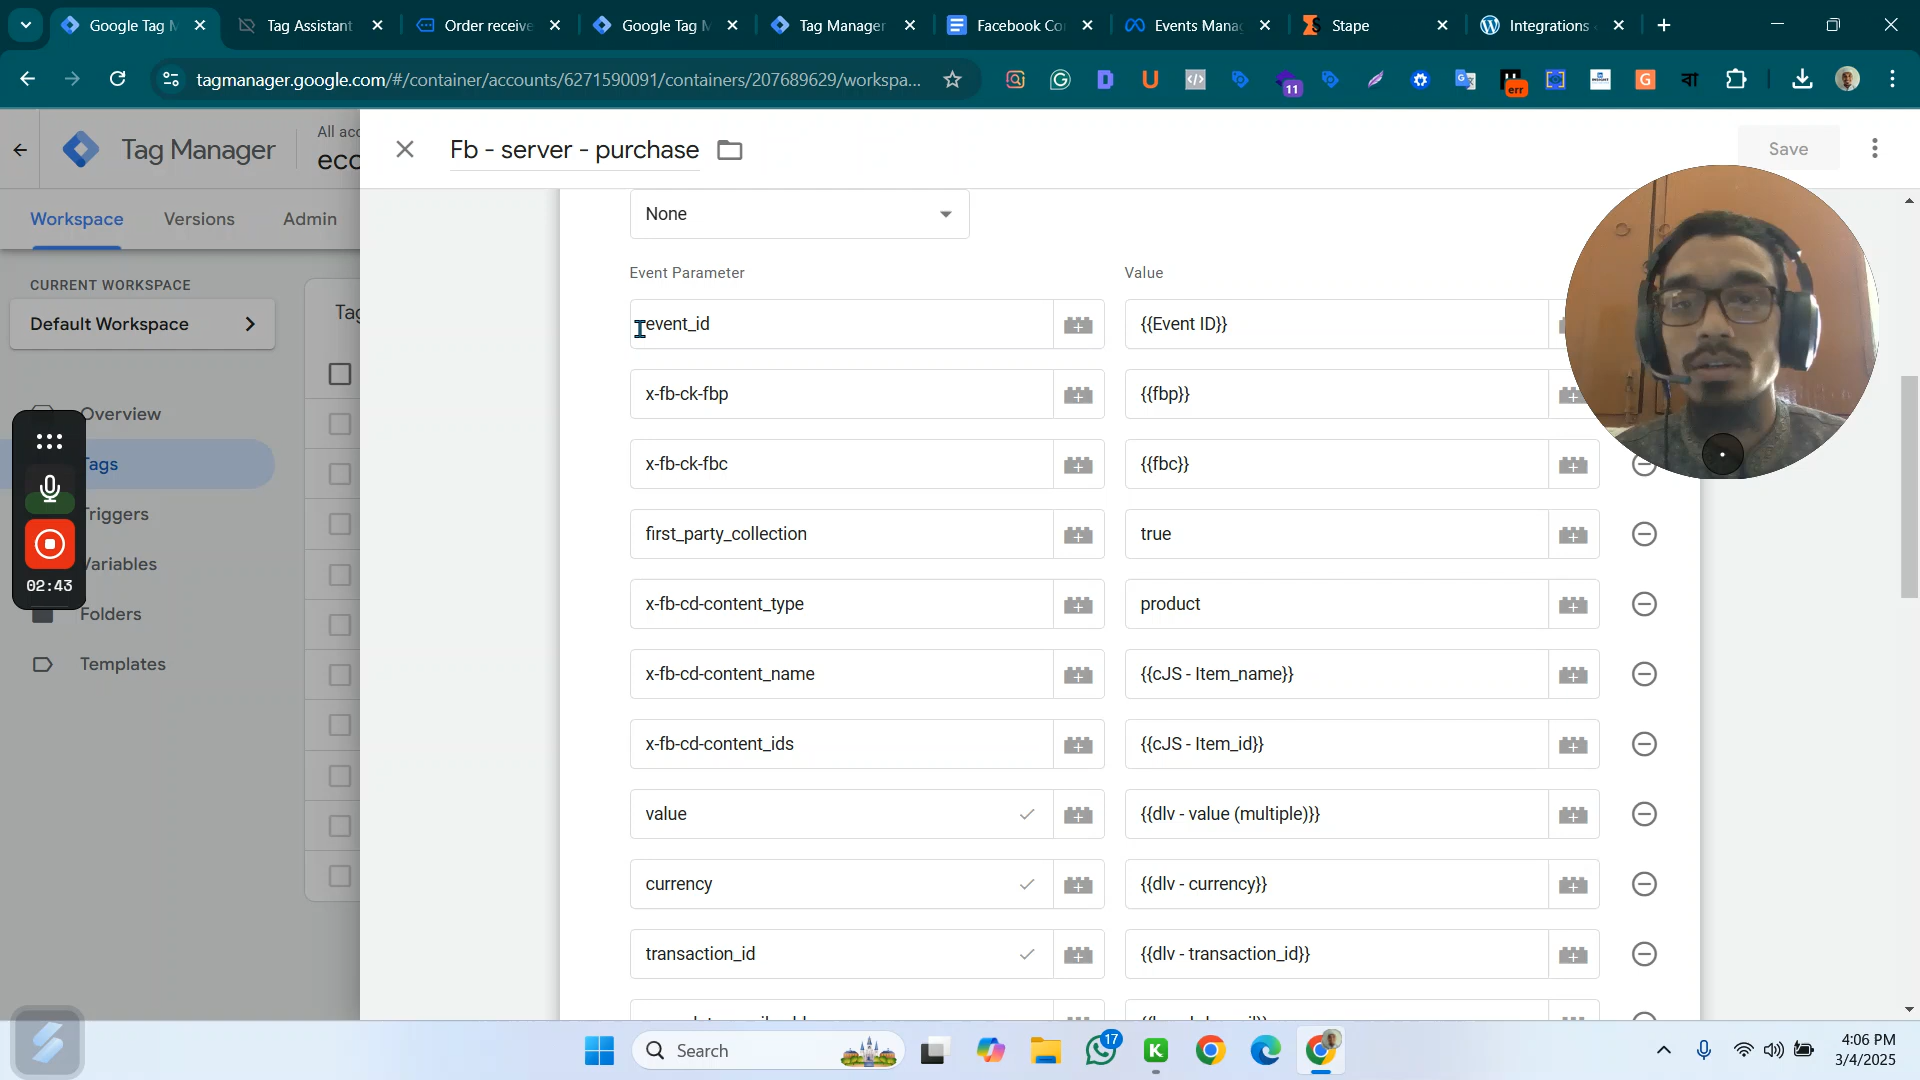 Google Tag M
Tag Assistant
Order receive
Google Tag M
Tag Manager
Facebook Co
Events Mana
Stape
Integrations
tagmanager.google.com/#/container/accounts/6271590091/containers/207689629/workspa...
11
err
বা
Tag Manager
All acc
ecc
Fb - server - purchase
Save
Workspace
Versions
Admin
CURRENT WORKSPACE
Default Workspace
Tag
Overview
Tags
Triggers
Variables
Folders
Templates
02:43
None
Event Parameter
Value
event_id
{{Event ID}}
x-fb-ck-fbp
{{fbp}}
x-fb-ck-fbc
{{fbc}}
first_party_collection
true
x-fb-cd-content_type
product
x-fb-cd-content_name
{{cJS - Item_name}}
x-fb-cd-content_ids
{{cJS - Item_id}}
value
{{dlv - value (multiple)}}
currency
{{dlv - currency}}
transaction_id
{{dlv - transaction_id}}
Search
17
4:06 PM
3/4/2025